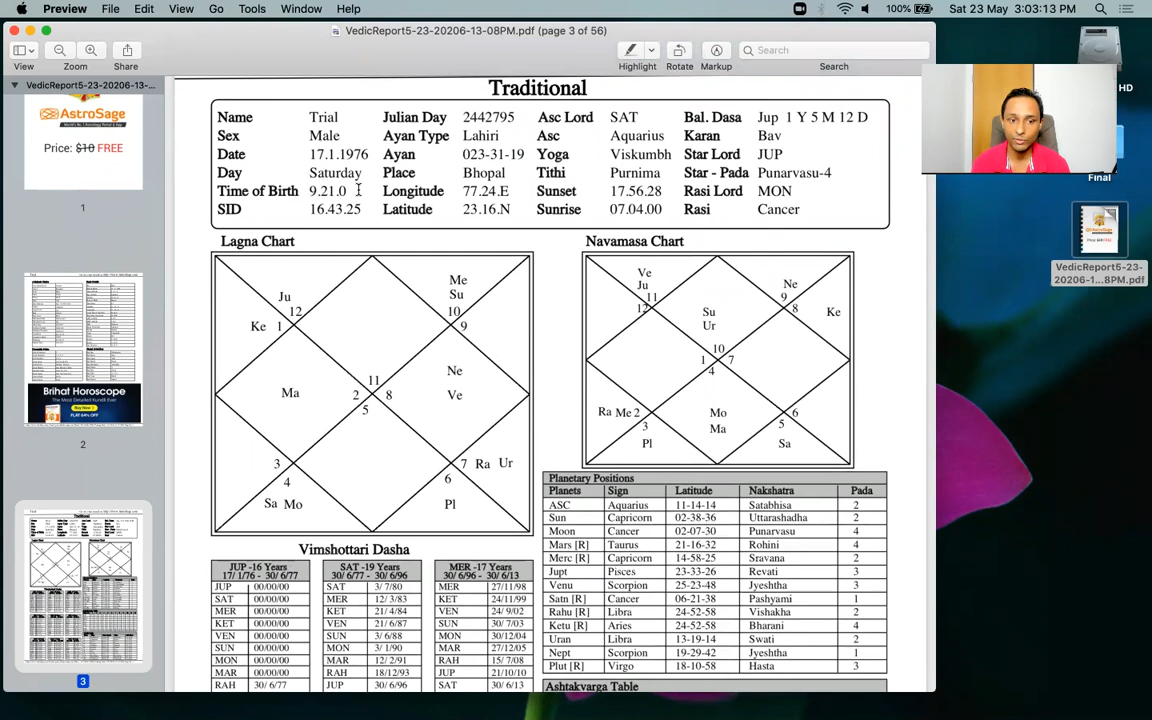 Preview File Edit View Go Tools Window Help
100% Sat 23 May 3:03:13 PM
VedicReport5-23-20206-13-08PM.pdf (page 3 of 56)
View Zoom Share Highlight Rotate Markup Search
Search
VedicReport5-23-20206-13-...
AstroSage
Price: $10 FREE
1
Brihat Horoscope
The Most Detailed Kundli Ever
Buy Now
FLAT 64% OFF
2
Traditional
3
Traditional
Name Trial Julian Day 2442795 Asc Lord SAT Bal. Dasa Jup 1 Y 5 M 12 D
Sex Male Ayan Type Lahiri Asc Aquarius Karan Bav
Date 17.1.1976 Ayan 023-31-19 Yoga Viskumbh Star Lord JUP
Day Saturday Place Bhopal Tithi Purnima Star - Pada Punarvasu-4
Time of Birth 9.21.0 Longitude 77.24.E Sunset 17.56.28 Rasi Lord MON
SID 16.43.25 Latitude 23.16.N Sunrise 07.04.00 Rasi Cancer
Lagna Chart
Ju
12
Ke 1
Me
Su
10
9
Ma
11
2 8
5
Ne
Ve
3
4
Sa Mo
7 Ra Ur
6
Pl
Navamasa Chart
Ve
Ju
11
12
Su
Ur
Ne
9
8 Ke
10
1 7
4
Ra Me 2
3
Pl
Mo
Ma
6
5
Sa
Vimshottari Dasha
JUP -16 Years
17/ 1/76 - 30/ 6/77
JUP 00/00/00
SAT 00/00/00
MER 00/00/00
KET 00/00/00
VEN 00/00/00
SUN 00/00/00
MON 00/00/00
MAR 00/00/00
RAH 30/ 6/77
SAT -19 Years
30/ 6/77 - 30/ 6/96
SAT 3/ 7/80
MER 12/ 3/83
KET 21/ 4/84
VEN 21/ 6/87
SUN 3/ 6/88
MON 3/ 1/90
MAR 12/ 2/91
RAH 18/12/93
JUP 30/ 6/96
MER -17 Years
30/ 6/96 - 30/ 6/13
MER 27/11/98
KET 24/11/99
VEN 24/ 9/02
SUN 30/ 7/03
MON 30/12/04
MAR 27/12/05
RAH 15/ 7/08
JUP 21/10/10
SAT 30/ 6/13
Planetary Positions
Planets Sign Latitude Nakshatra Pada
ASC Aquarius 11-14-14 Satabhisa 2
Sun Capricorn 02-38-36 Uttarashadha 2
Moon Cancer 02-07-30 Punarvasu 4
Mars [R] Taurus 21-16-32 Rohini 4
Merc [R] Capricorn 14-58-25 Sravana 2
Jupt Pisces 23-33-26 Revati 3
Venu Scorpion 25-23-48 Jyeshtha 3
Satn [R] Cancer 06-21-38 Pashyami 1
Rahu [R] Libra 24-52-58 Vishakha 2
Ketu [R] Aries 24-52-58 Bharani 4
Uran Libra 13-19-14 Swati 2
Nept Scorpion 19-29-42 Jyeshtha 1
Plut [R] Virgo 18-10-58 Hasta 3
Ashtakvarga Table
HD
Final
VedicReport5-23-
20206-1...8PM.pdf